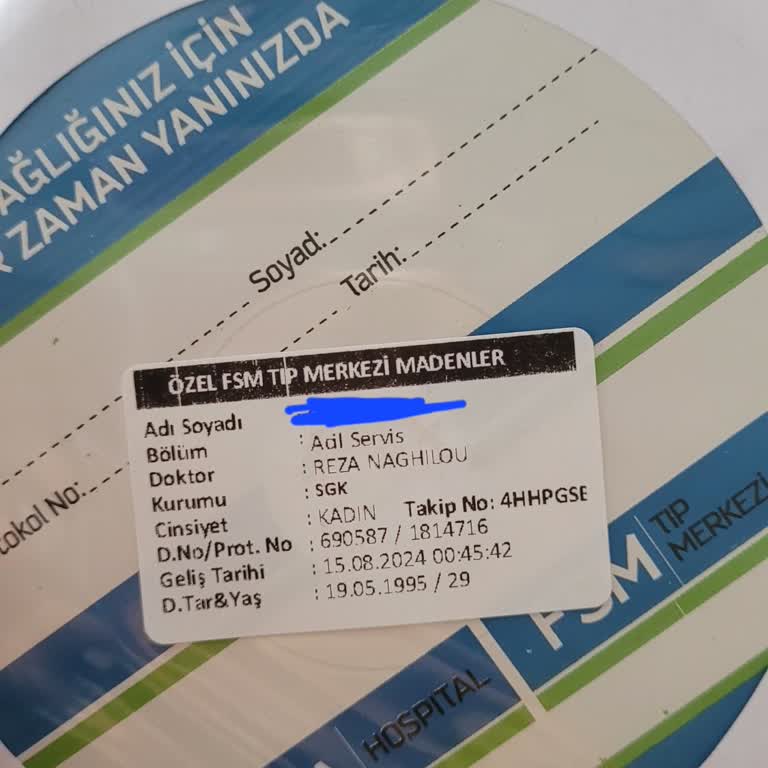 AĞLIĞINIZ İÇİN
R ZAMAN YANINIZDA
Soyad:
Tarih:
tokol No:
ÖZEL FSM TIP MERKEZİ MADENLER
Adı Soyadı
Bölüm : Acil Servis
Doktor : REZA NAGHILOU
Kurumu : SGK
Cinsiyet : KADIN Takip No: 4HHPGSE
D.No/Prot. No : 690587 / 1814716
Geliş Tarihi : 15.08.2024 00:45:42
D.Tar&Yaş : 19.05.1995 / 29
FSM TIP MERKEZİ
HOSPITAL